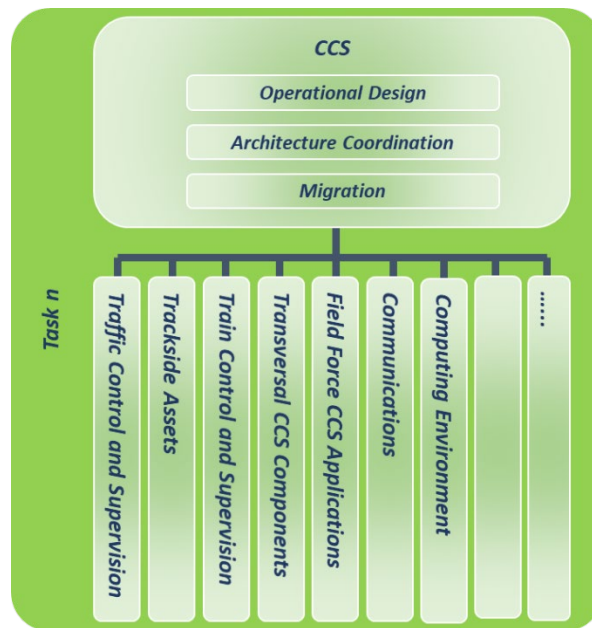 CCS
Operational Design
Architecture Coordination
Migration
Task n
Traffic Control and Supervision
Trackside Assets
Train Control and Supervision
Transversal CCS Components
Field Force CCS Applications
Communications
Computing Environment
.......